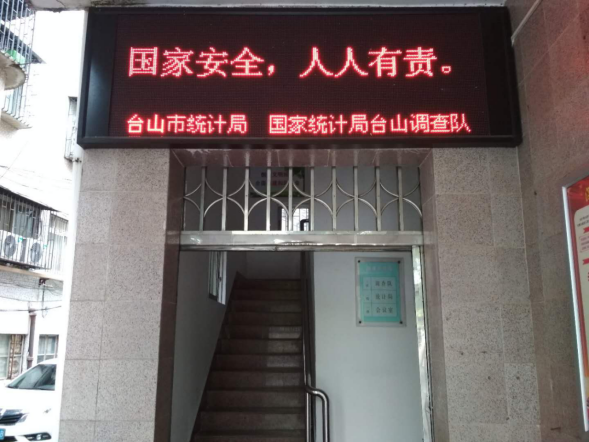 国家安全，人人有责。
台山市统计局 国家统计局台山调查队